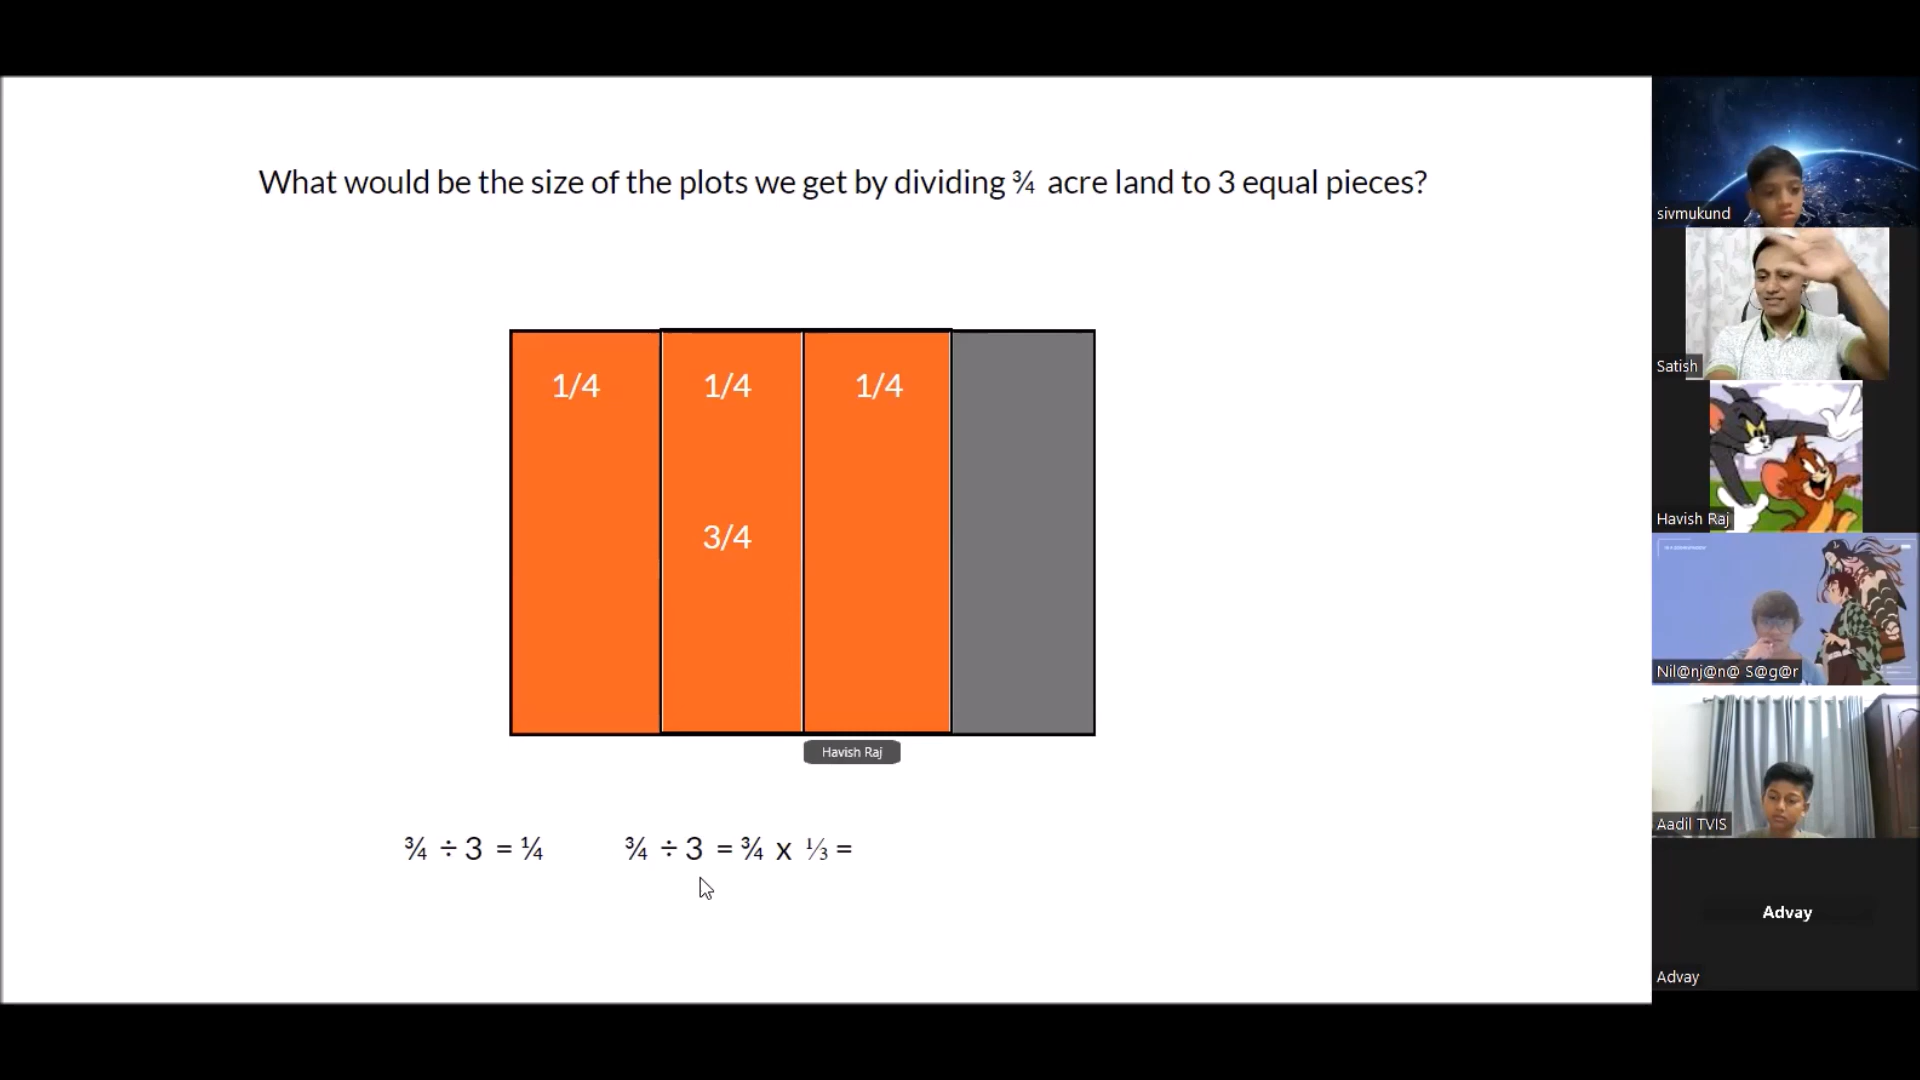 What would be the size of the plots we get by dividing ¾ acre land to 3 equal pieces?
1/4 1/4 1/4
3/4
Havish Raj
¾ ÷ 3 = ¼ ¾ ÷ 3 = ¾ x ⅓ =
sivmukund
Satish
Havish Raj
Nil@nj@n@ S@g@r
Aadil TVIS
Advay
Advay